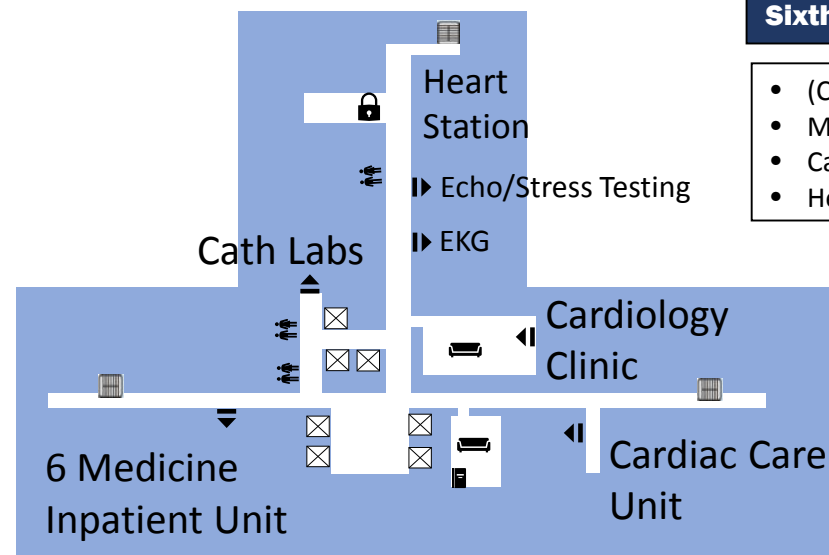 Sixth
Heart
Station
Echo/Stress Testing
EKG
Cath Labs
Cardiology
Clinic
6 Medicine
Inpatient Unit
Cardiac Care
Unit